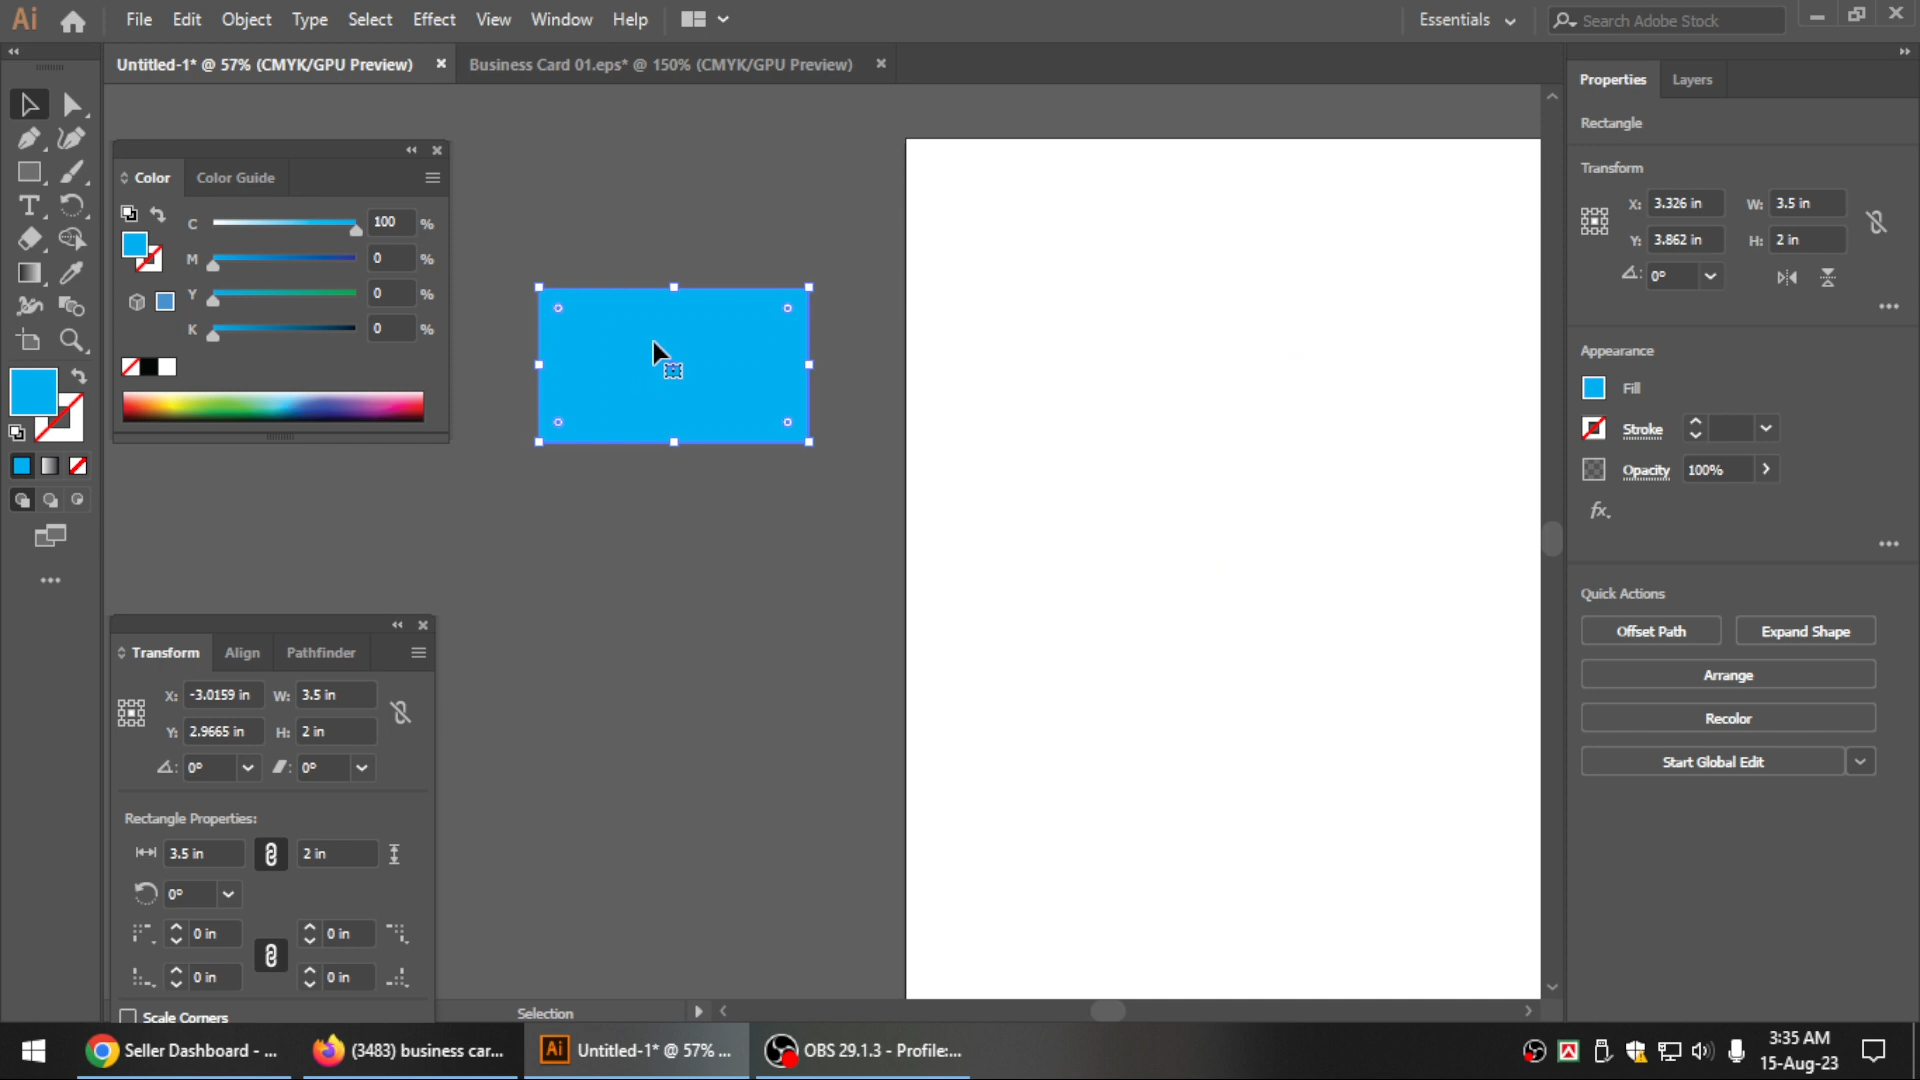 Ai File Edit Object Type Select Effect View Window Help Essentials Search Adobe Stock
Untitled-1* @ 57% (CMYK/GPU Preview) Business Card 01.eps* @ 150% (CMYK/GPU Preview)
Color Color Guide
C 100 %
M 0 %
Y 0 %
K 0 %
T
Transform Align Pathfinder
X: -3.0159 in W: 3.5 in
Y: 2.9665 in H: 2 in
0° 0°
Rectangle Properties:
3.5 in 2 in
0°
0 in 0 in
0 in 0 in
Scale Corners
Selection
Properties Layers
Rectangle
Transform
X: 3.326 in W: 3.5 in
Y: 3.862 in H: 2 in
0°
Appearance
Fill
Stroke
Opacity 100%
fx.
Quick Actions
Offset Path Expand Shape
Arrange
Recolor
Start Global Edit
Seller Dashboard - ... (3483) business car... Ai Untitled-1* @ 57% ... OBS 29.1.3 - Profile:...
3:35 AM
15-Aug-23